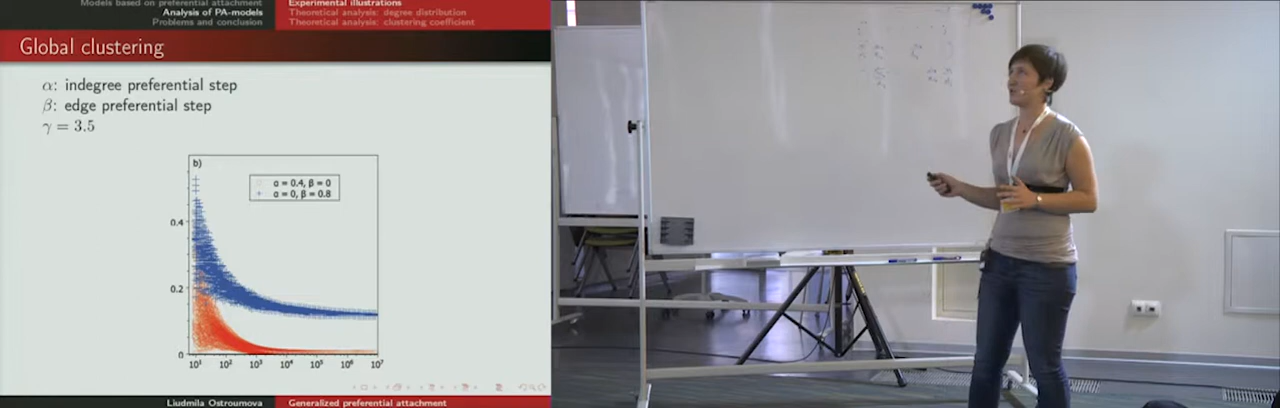 Models based on preferential attachment
Analysis of PA-models
Problems and conclusion
Experimental illustrations
Theoretical analysis: degree distribution
Theoretical analysis: clustering coefficient
Global clustering
α: indegree preferential step
β: edge preferential step
γ = 3.5
b)
α = 0.4, β = 0
α = 0, β = 0.8
0.4
0.2
0
10¹ 10² 10³ 10⁴ 10⁵ 10⁶ 10⁷
Liudmila Ostroumova
Generalized preferential attachment